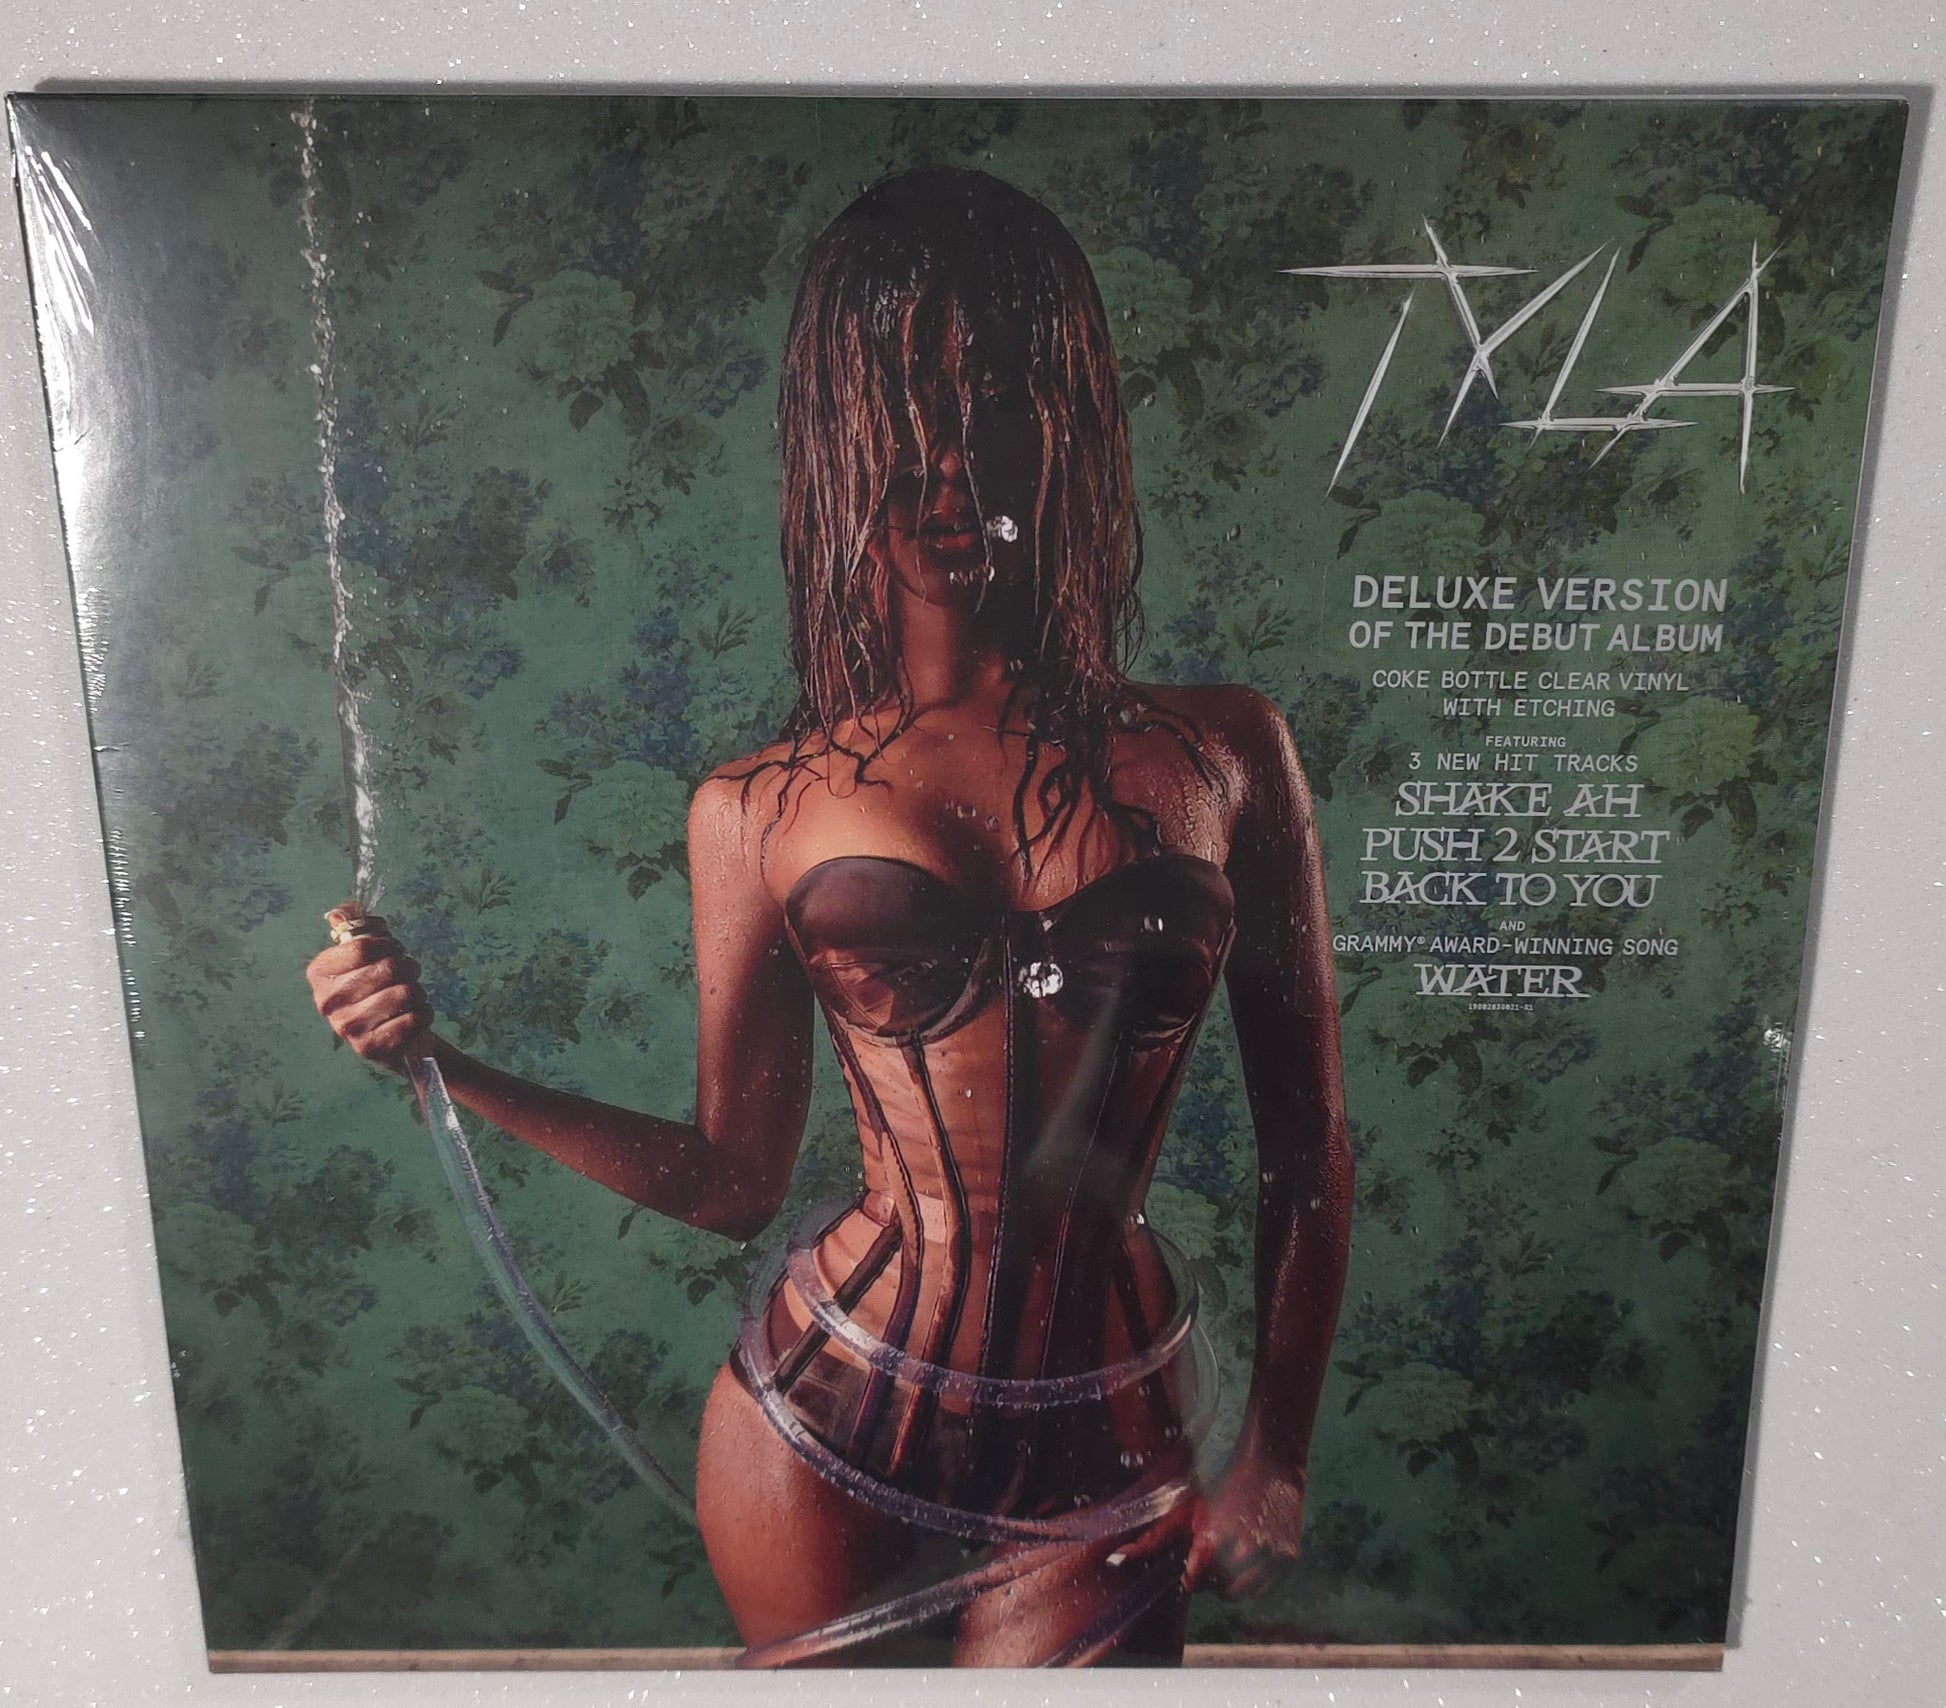 TYLA
DELUXE VERSION
OF THE DEBUT ALBUM
COKE BOTTLE CLEAR VINYL
WITH ETCHING
FEATURING
3 NEW HIT TRACKS
SHAKE AH
PUSH 2 START
BACK TO YOU
AND
GRAMMY® AWARD-WINNING SONG
WATER